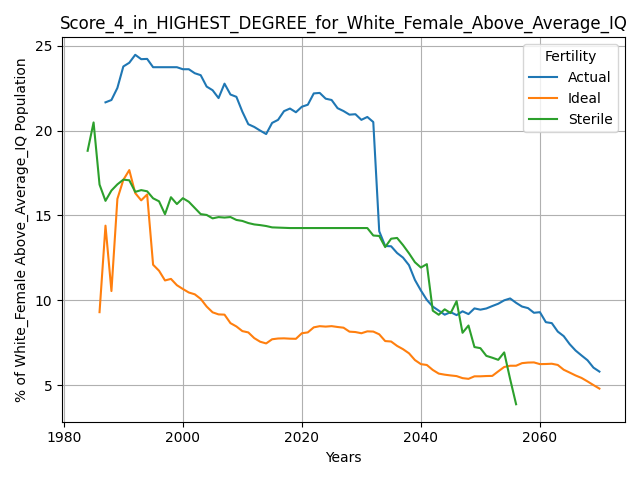 Score_4_in_HIGHEST_DEGREE_for_White_Female_Above_Average_IQ
% of White_Female Above_Average_IQ Population
25
20
15
10
5
Fertility
Actual
Ideal
Sterile
1980
2000
2020
2040
2060
Years